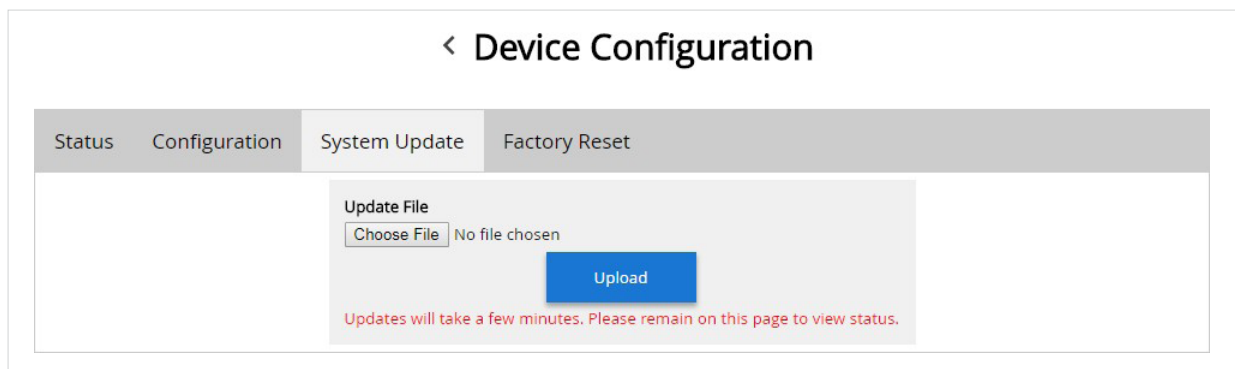 < Device Configuration
Status Configuration System Update Factory Reset
Update File
Choose File No file chosen
Upload
Updates will take a few minutes. Please remain on this page to view status.